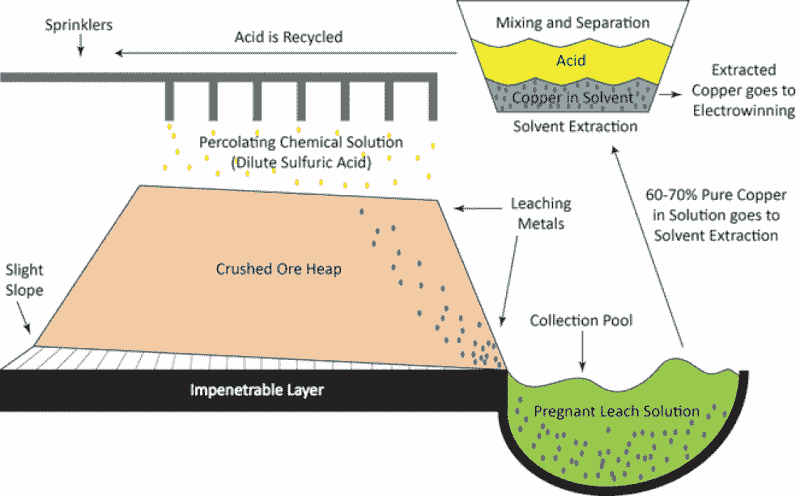 Sprinklers
Acid is Recycled
Mixing and Separation
Acid
Copper in Solvent
Solvent Extraction
Extracted
Copper goes to
Electrowinning
Percolating Chemical Solution
(Dilute Sulfuric Acid)
60-70% Pure Copper
in Solution goes to
Solvent Extraction
Leaching
Metals
Crushed Ore Heap
Slight
Slope
Collection Pool
Impenetrable Layer
Pregnant Leach Solution